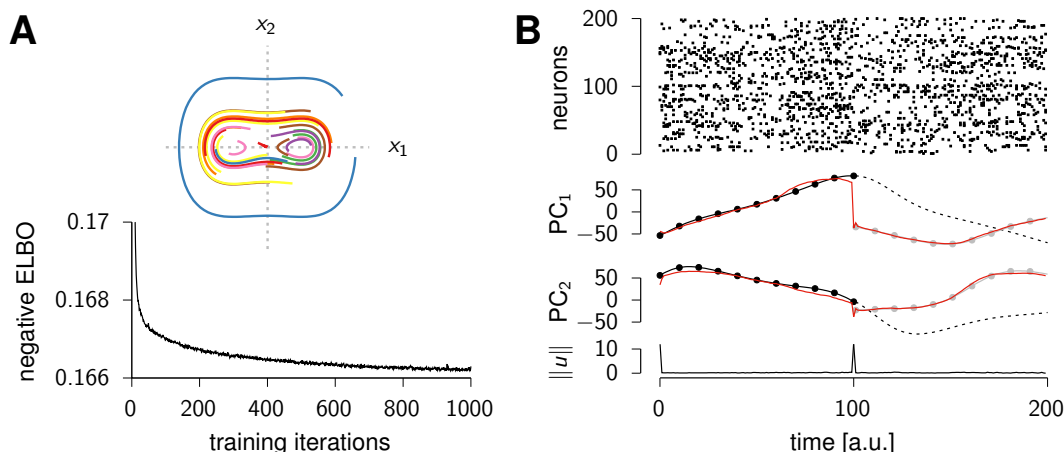 A
x2
x1
0.17
0.168
0.166
negative ELBO
0 200 400 600 800 1000
training iterations
B
200
100
0
neurons
50
0
−50
PC1
50
0
−50
PC2
10
0
||u||
0 100 200
time [a.u.]